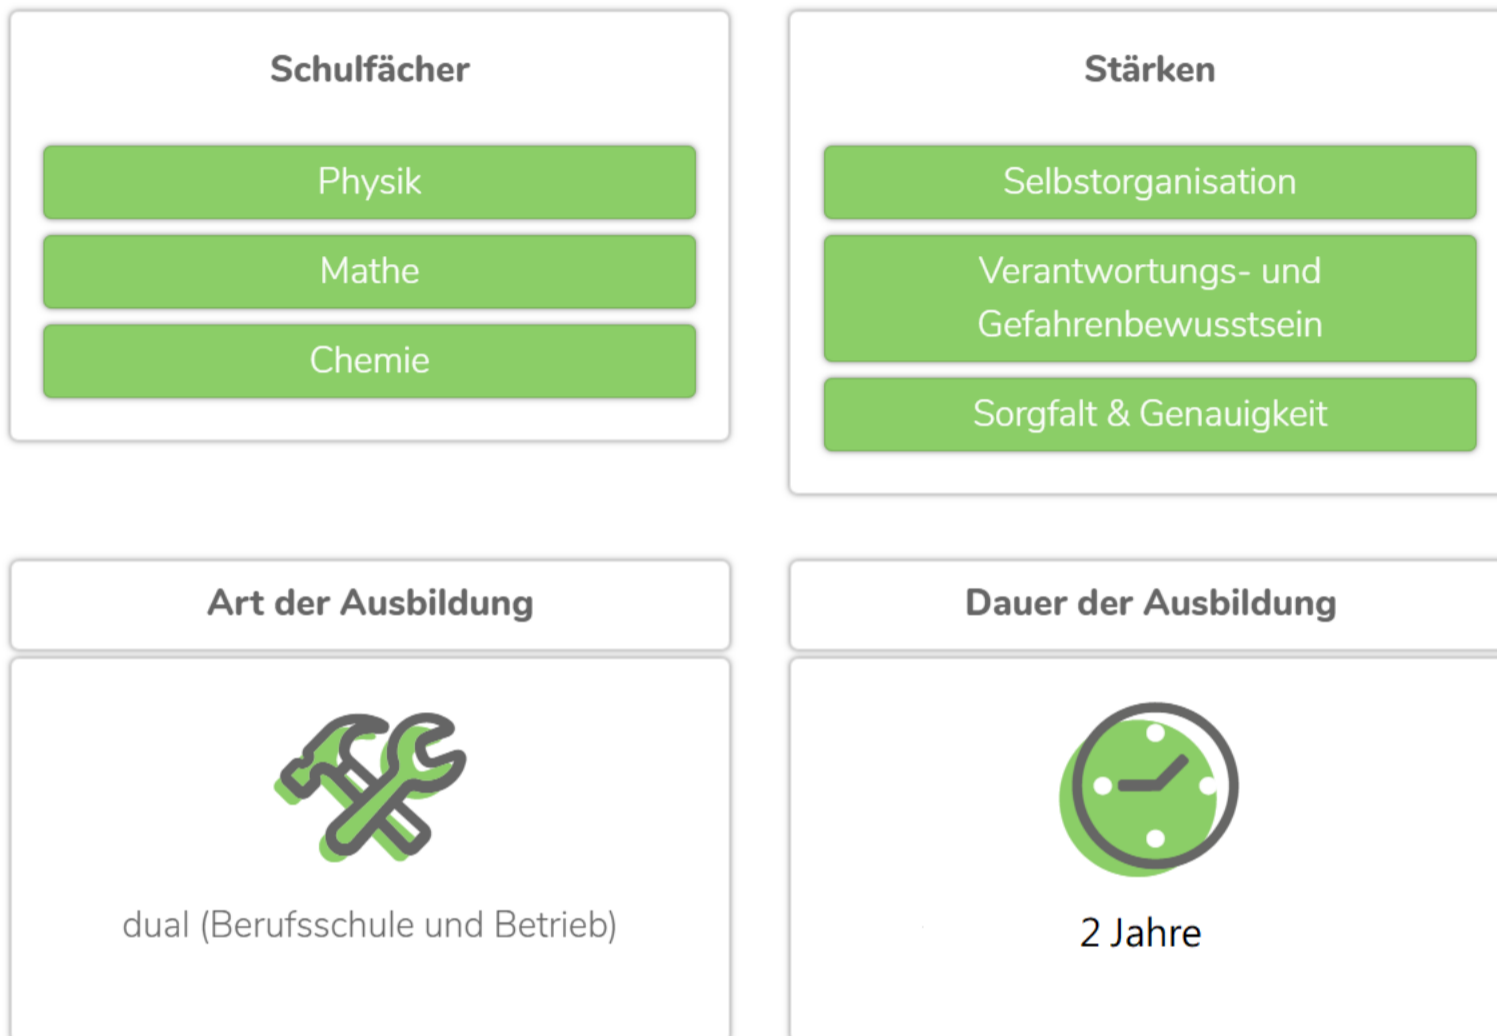 Schulfächer
Physik
Mathe
Chemie
Stärken
Selbstorganisation
Verantwortungs- und
Gefahrenbewusstsein
Sorgfalt & Genauigkeit
Art der Ausbildung
dual (Berufsschule und Betrieb)
Dauer der Ausbildung
2 Jahre